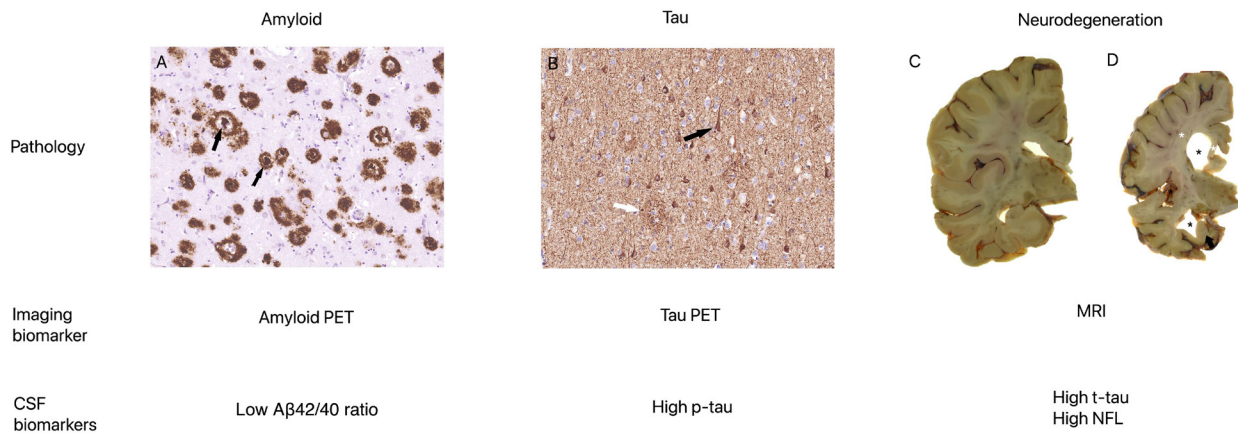 Amyloid
Tau
Neurodegeneration
A
B
C
D
Pathology
*
*
*
*
Imaging
biomarker
Amyloid PET
Tau PET
MRI
CSF
biomarkers
Low Aβ42/40 ratio
High p-tau
High t-tau
High NFL